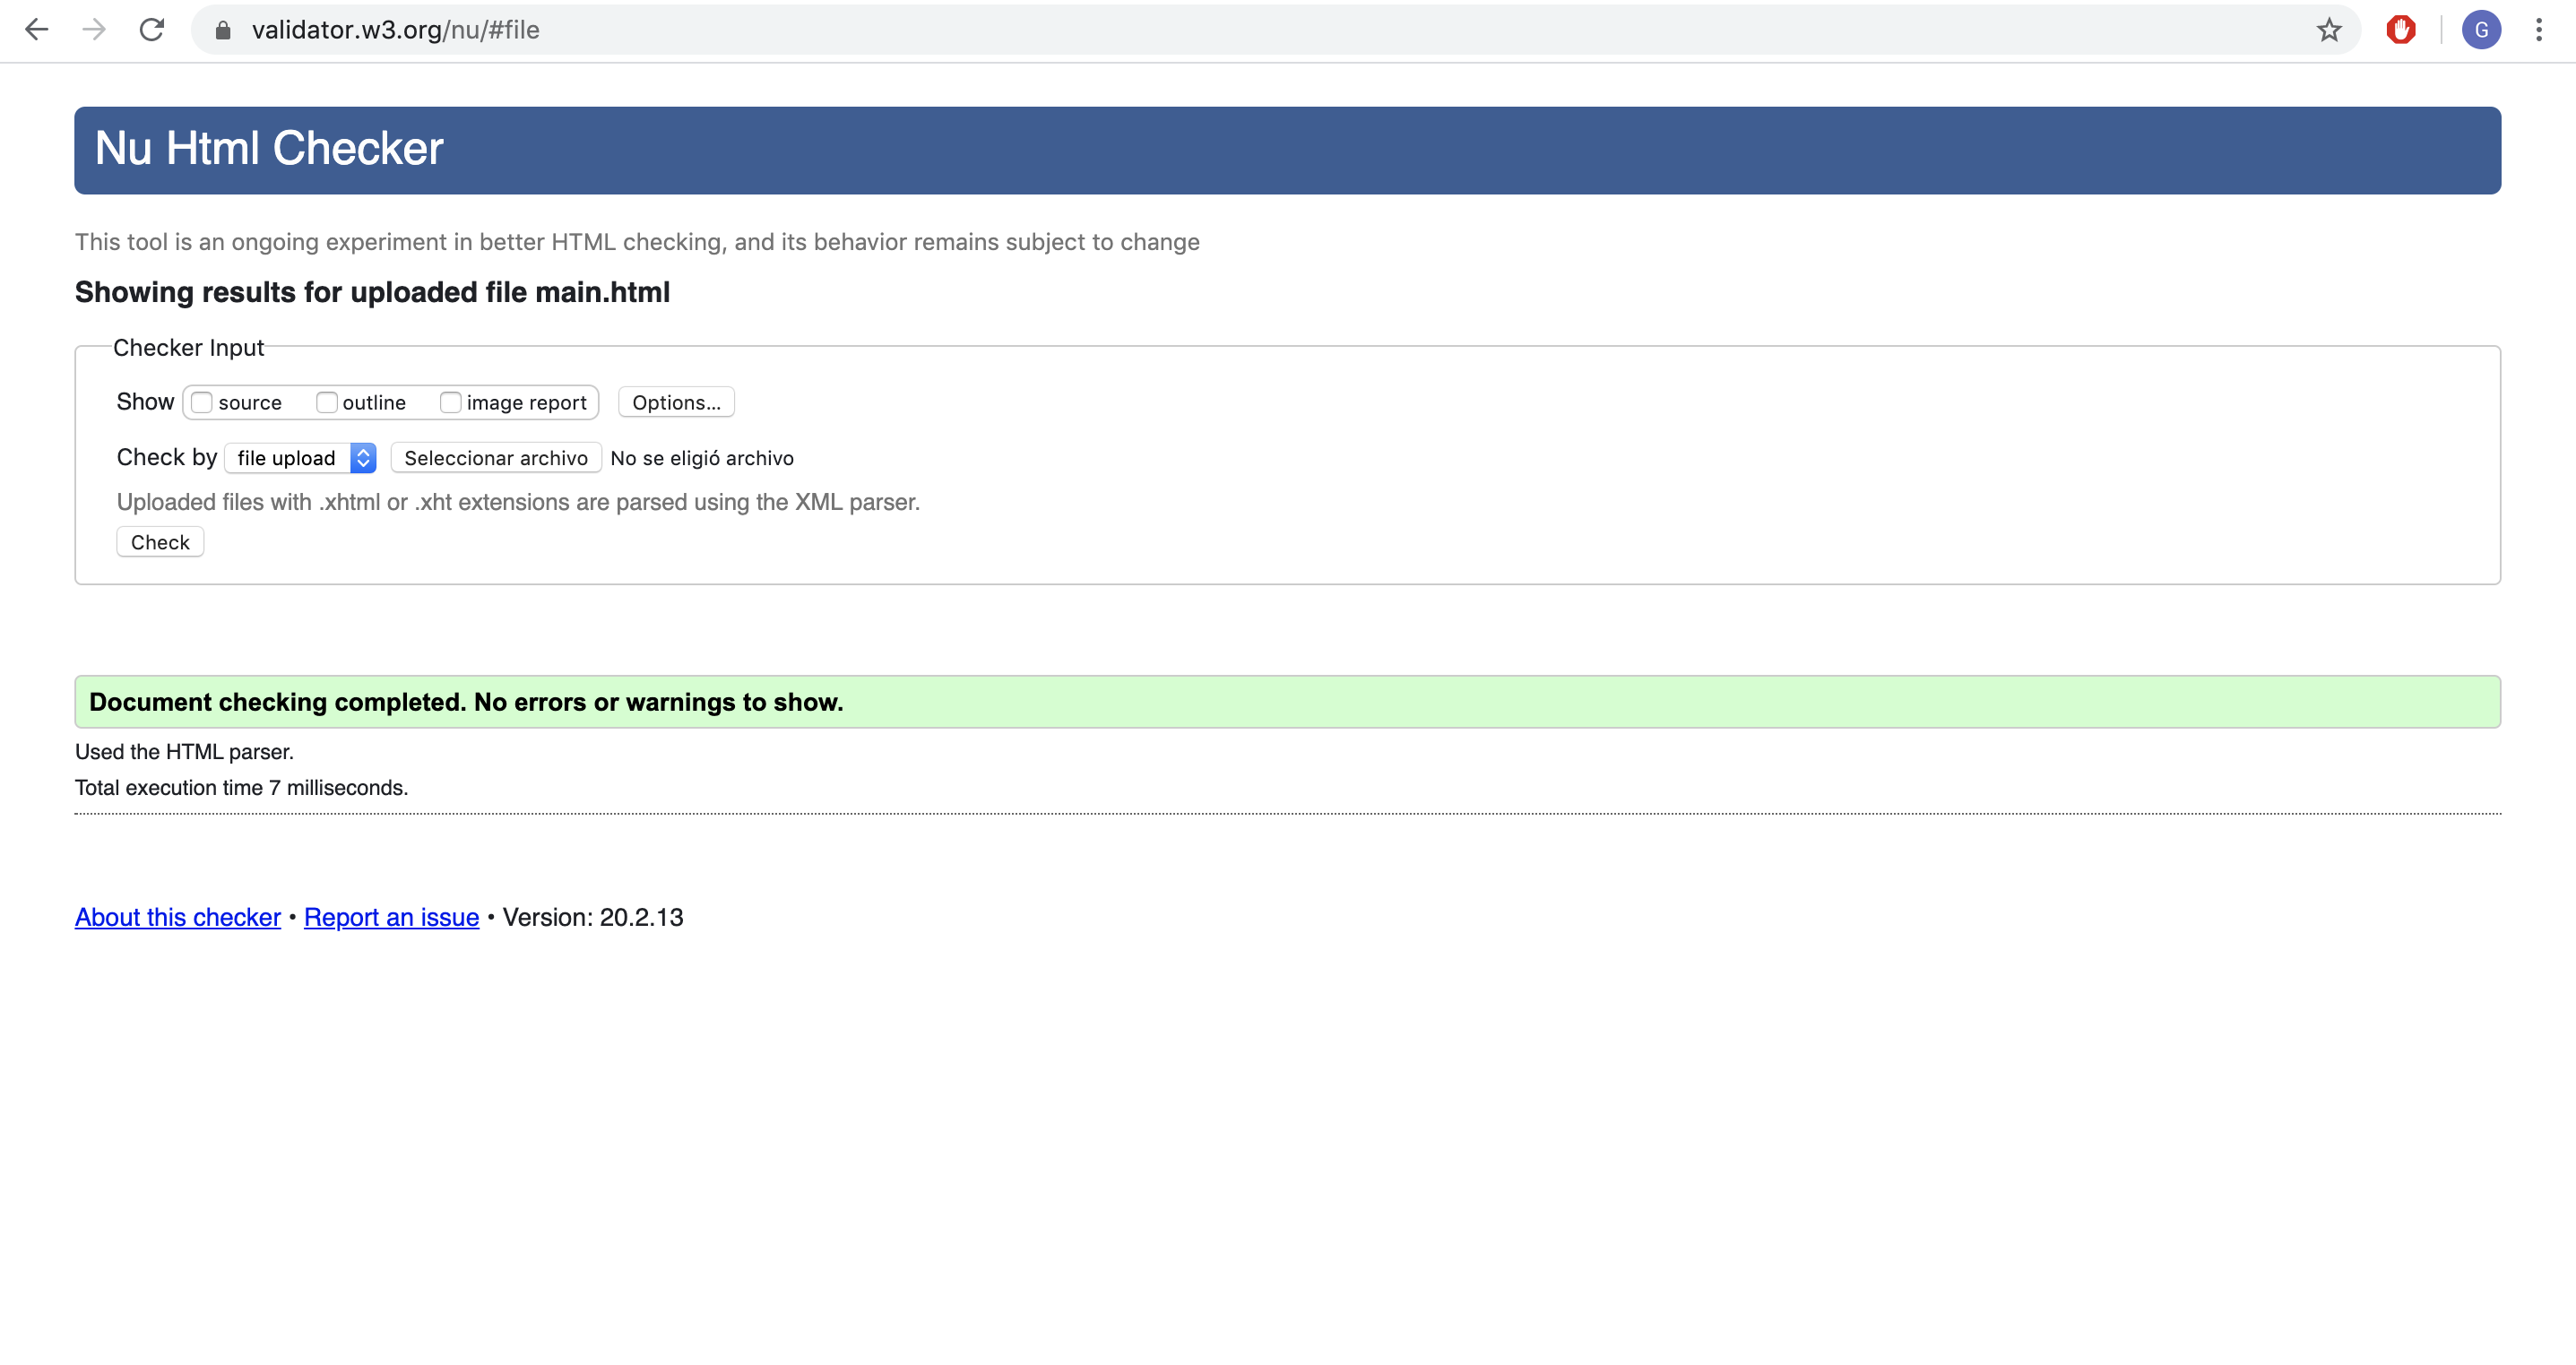 validator.w3.org/nu/#file
G
Nu Html Checker
This tool is an ongoing experiment in better HTML checking, and its behavior remains subject to change
Showing results for uploaded file main.html
Checker Input
Show source outline image report Options...
Check by file upload Seleccionar archivo No se eligió archivo
Uploaded files with .xhtml or .xht extensions are parsed using the XML parser.
Check
Document checking completed. No errors or warnings to show.
Used the HTML parser.
Total execution time 7 milliseconds.
About this checker • Report an issue • Version: 20.2.13